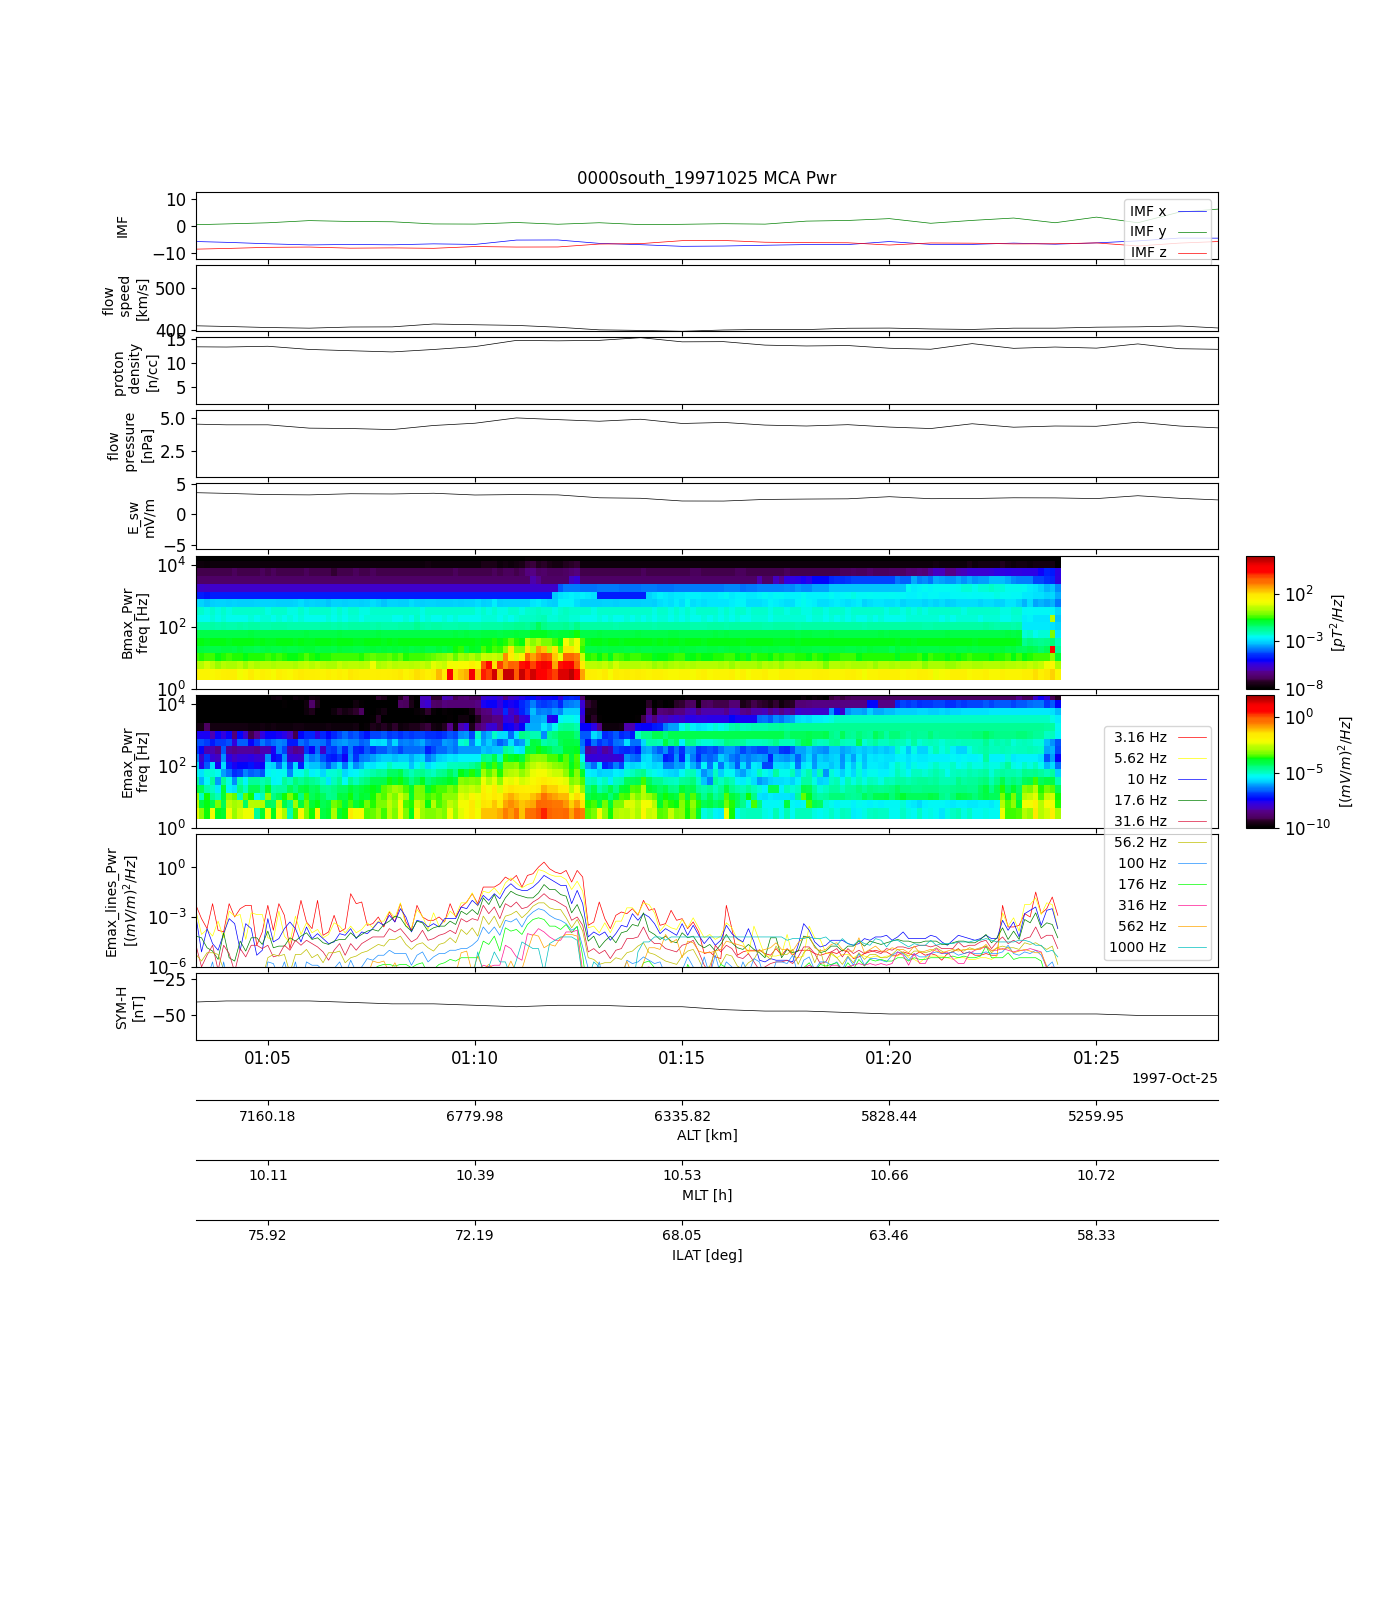 0000south_19971025 MCA Pwr
10
0
−10
IMF
IMF x
IMF y
IMF z
500
400
flow
speed
[km/s]
15
10
5
proton
density
[n/cc]
5.0
2.5
flow
pressure
[nPa]
5
0
−5
E_sw
mV/m
10^4
10^2
10^0
Bmax_Pwr
freq [Hz]
10^2
10^−3
10^−8
[pT^2/Hz]
10^4
10^2
10^0
Emax_Pwr
freq [Hz]
10^0
10^−5
10^−10
[(mV/m)^2/Hz]
3.16 Hz
5.62 Hz
10 Hz
17.6 Hz
31.6 Hz
56.2 Hz
100 Hz
176 Hz
316 Hz
562 Hz
1000 Hz
10^0
10^−3
10^−6
Emax_lines_Pwr
[(mV/m)^2/Hz]
−25
−50
SYM-H
[nT]
01:05 01:10 01:15 01:20 01:25
1997-Oct-25
7160.18 6779.98 6335.82 5828.44 5259.95
ALT [km]
10.11 10.39 10.53 10.66 10.72
MLT [h]
75.92 72.19 68.05 63.46 58.33
ILAT [deg]